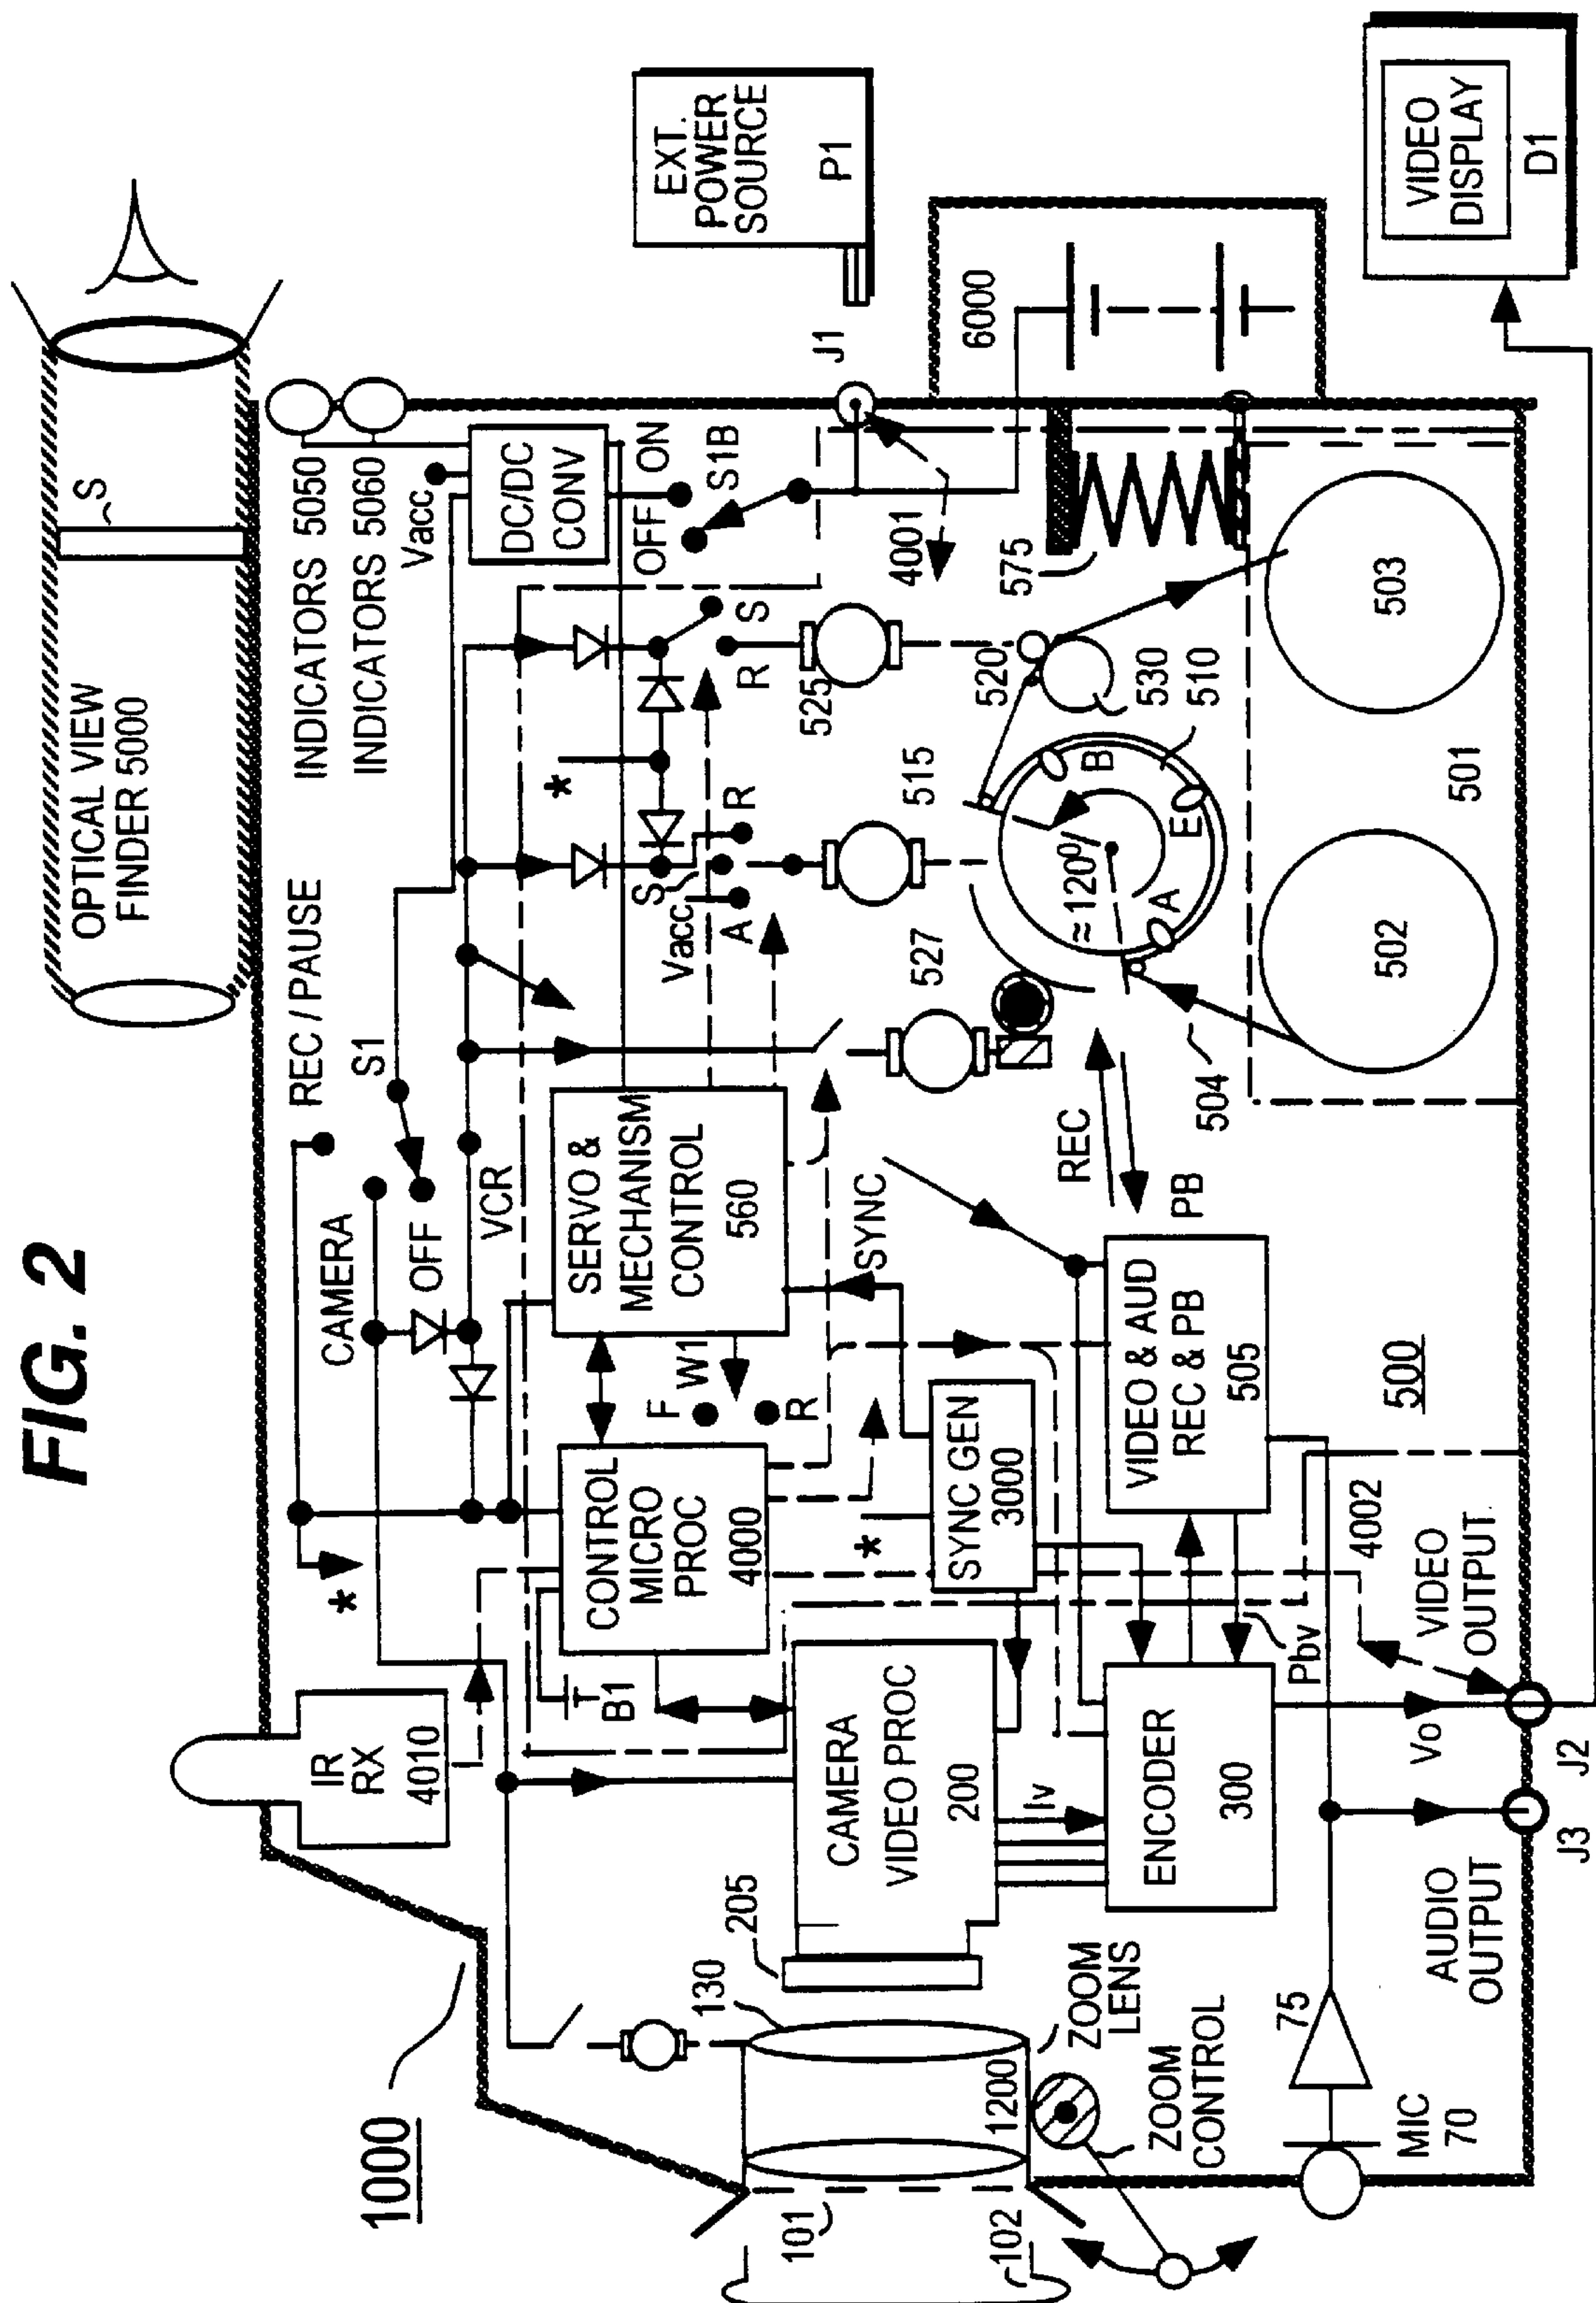 FIG. 2
1000
IR
RX
4010
*
REC / PAUSE
CAMERA
S1
OFF
VCR
OPTICAL VIEW
FINDER 5000
S
INDICATORS 5050
INDICATORS 5060
Vacc
DC/DC
CONV
ON
OFF
S1B
EXT.
POWER
SOURCE
P1
J1
B1
CONTROL
MICRO
PROC
4000
SERVO &
MECHANISM
CONTROL
560
F
W1
R
*
S
Vacc
A
R
R
S
525
4001
6000
130
205
CAMERA
VIDEO PROC
200
*
SYNC GEN
3000
SYNC
527
515
520
575
101
102
1200
ZOOM
LENS
ZOOM
CONTROL
Iv
ENCODER
300
VIDEO & AUD
REC & PB
505
REC
PB
≈120°
A
E
B
530
510
504
Pbv
MIC
70
75
AUDIO
OUTPUT
Vo
4002
VIDEO
OUTPUT
500
502
501
503
J3
J2
VIDEO
DISPLAY
D1